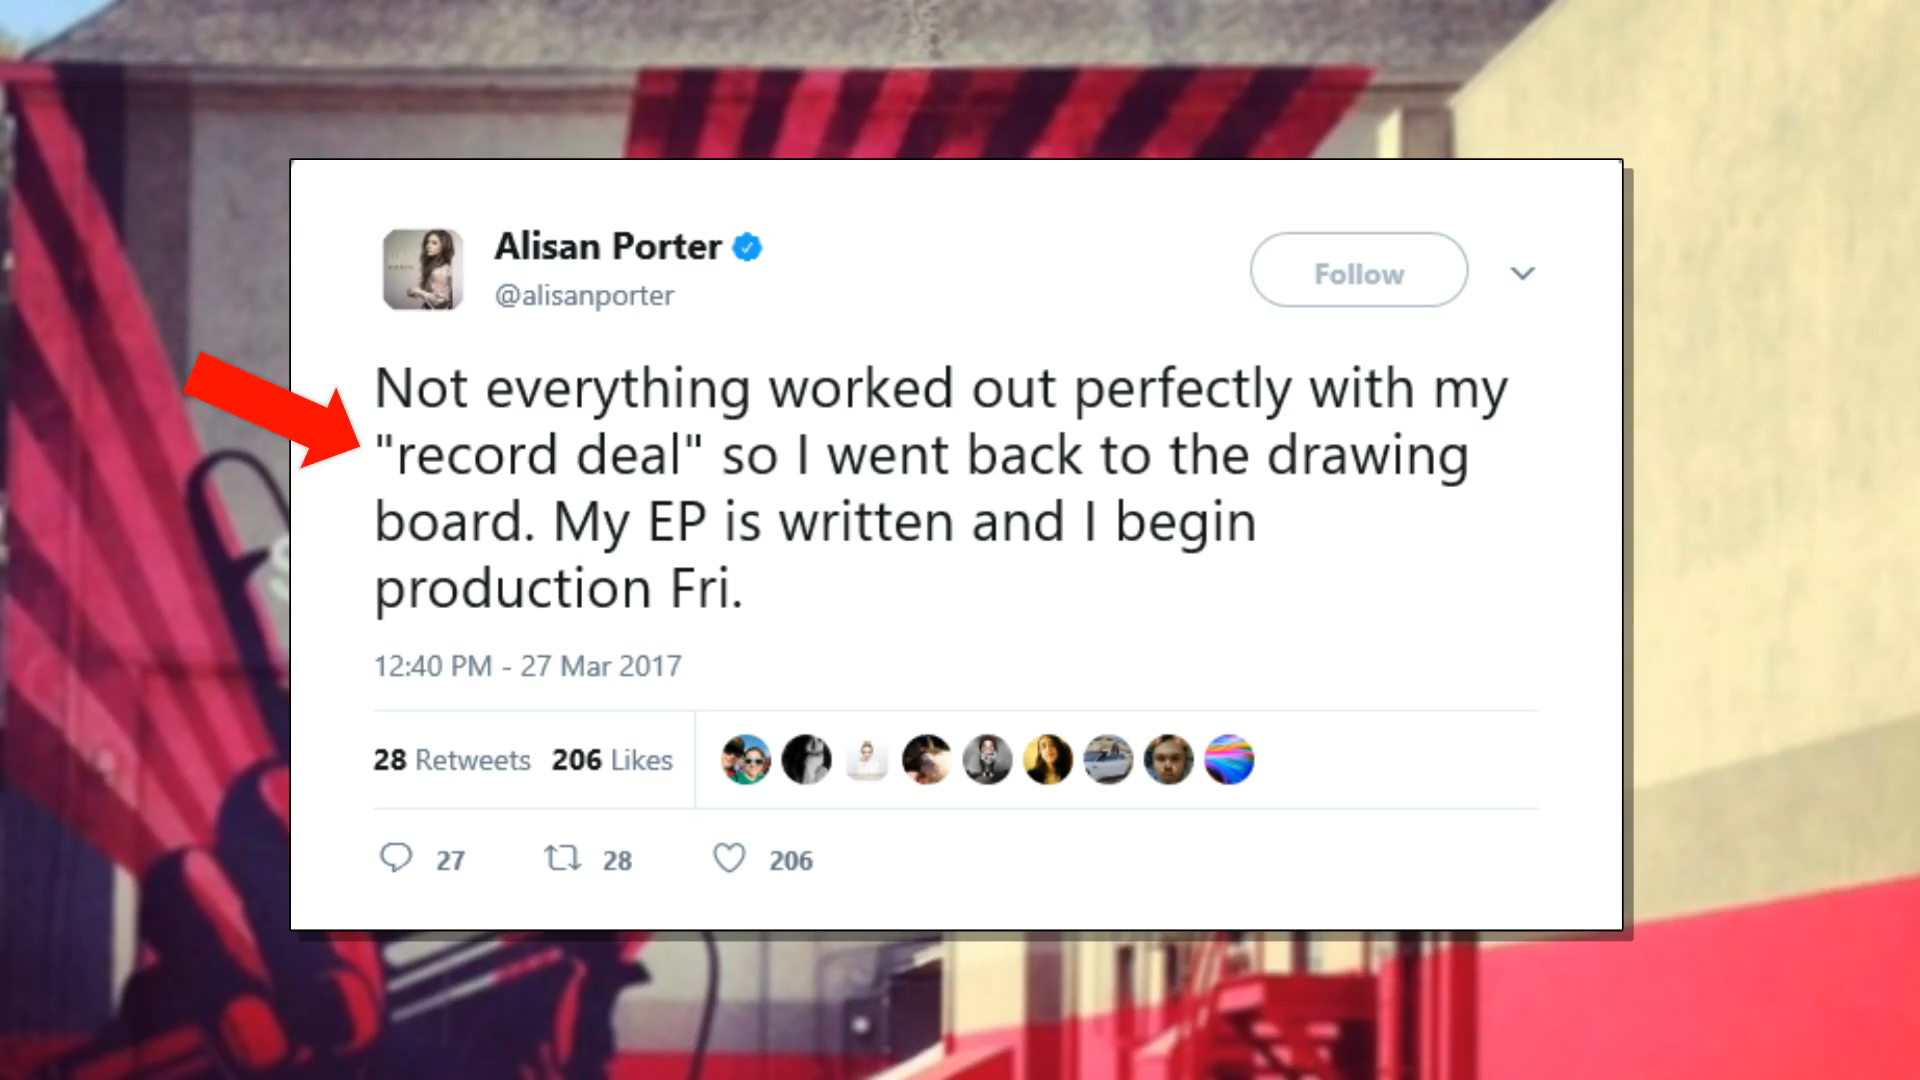 Alisan Porter
@alisanporter
Follow
Not everything worked out perfectly with my
"record deal" so I went back to the drawing
board. My EP is written and I begin
production Fri.
12:40 PM - 27 Mar 2017
28 Retweets 206 Likes
27 28 206